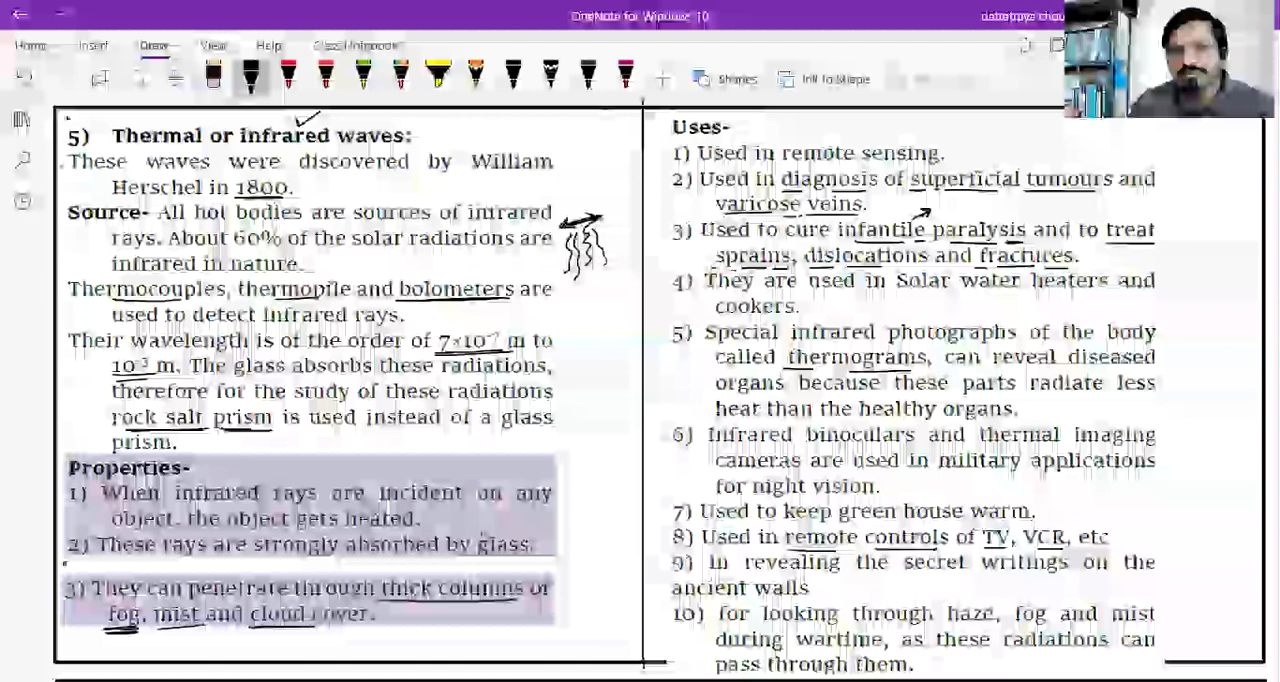 OneNote for Windows 10
Home Insert Draw View Help Class Notebook
Shapes Ink to Shape
5) Thermal or infrared waves:
These waves were discovered by William
Herschel in 1800.
Source- All hot bodies are sources of infrared
rays. About 60% of the solar radiations are
infrared in nature.
Thermocouples, thermopile and bolometers are
used to detect infrared rays.
Their wavelength is of the order of 7×10⁻⁷ m to
10⁻³ m. The glass absorbs these radiations,
therefore for the study of these radiations
rock salt prism is used instead of a glass
prism.
Properties-
1) When infrared rays are incident on any
object, the object gets heated.
2) These rays are strongly absorbed by glass.
3) They can penetrate through thick columns of
fog, mist and cloud cover.
Uses-
1) Used in remote sensing.
2) Used in diagnosis of superficial tumours and
varicose veins.
3) Used to cure infantile paralysis and to treat
sprains, dislocations and fractures.
4) They are used in Solar water heaters and
cookers.
5) Special infrared photographs of the body
called thermograms, can reveal diseased
organs because these parts radiate less
heat than the healthy organs.
6) Infrared binoculars and thermal imaging
cameras are used in military applications
for night vision.
7) Used to keep green house warm.
8) Used in remote controls of TV, VCR, etc
9) in revealing the secret writings on the
ancient walls
10) for looking through haze, fog and mist
during wartime, as these radiations can
pass through them.